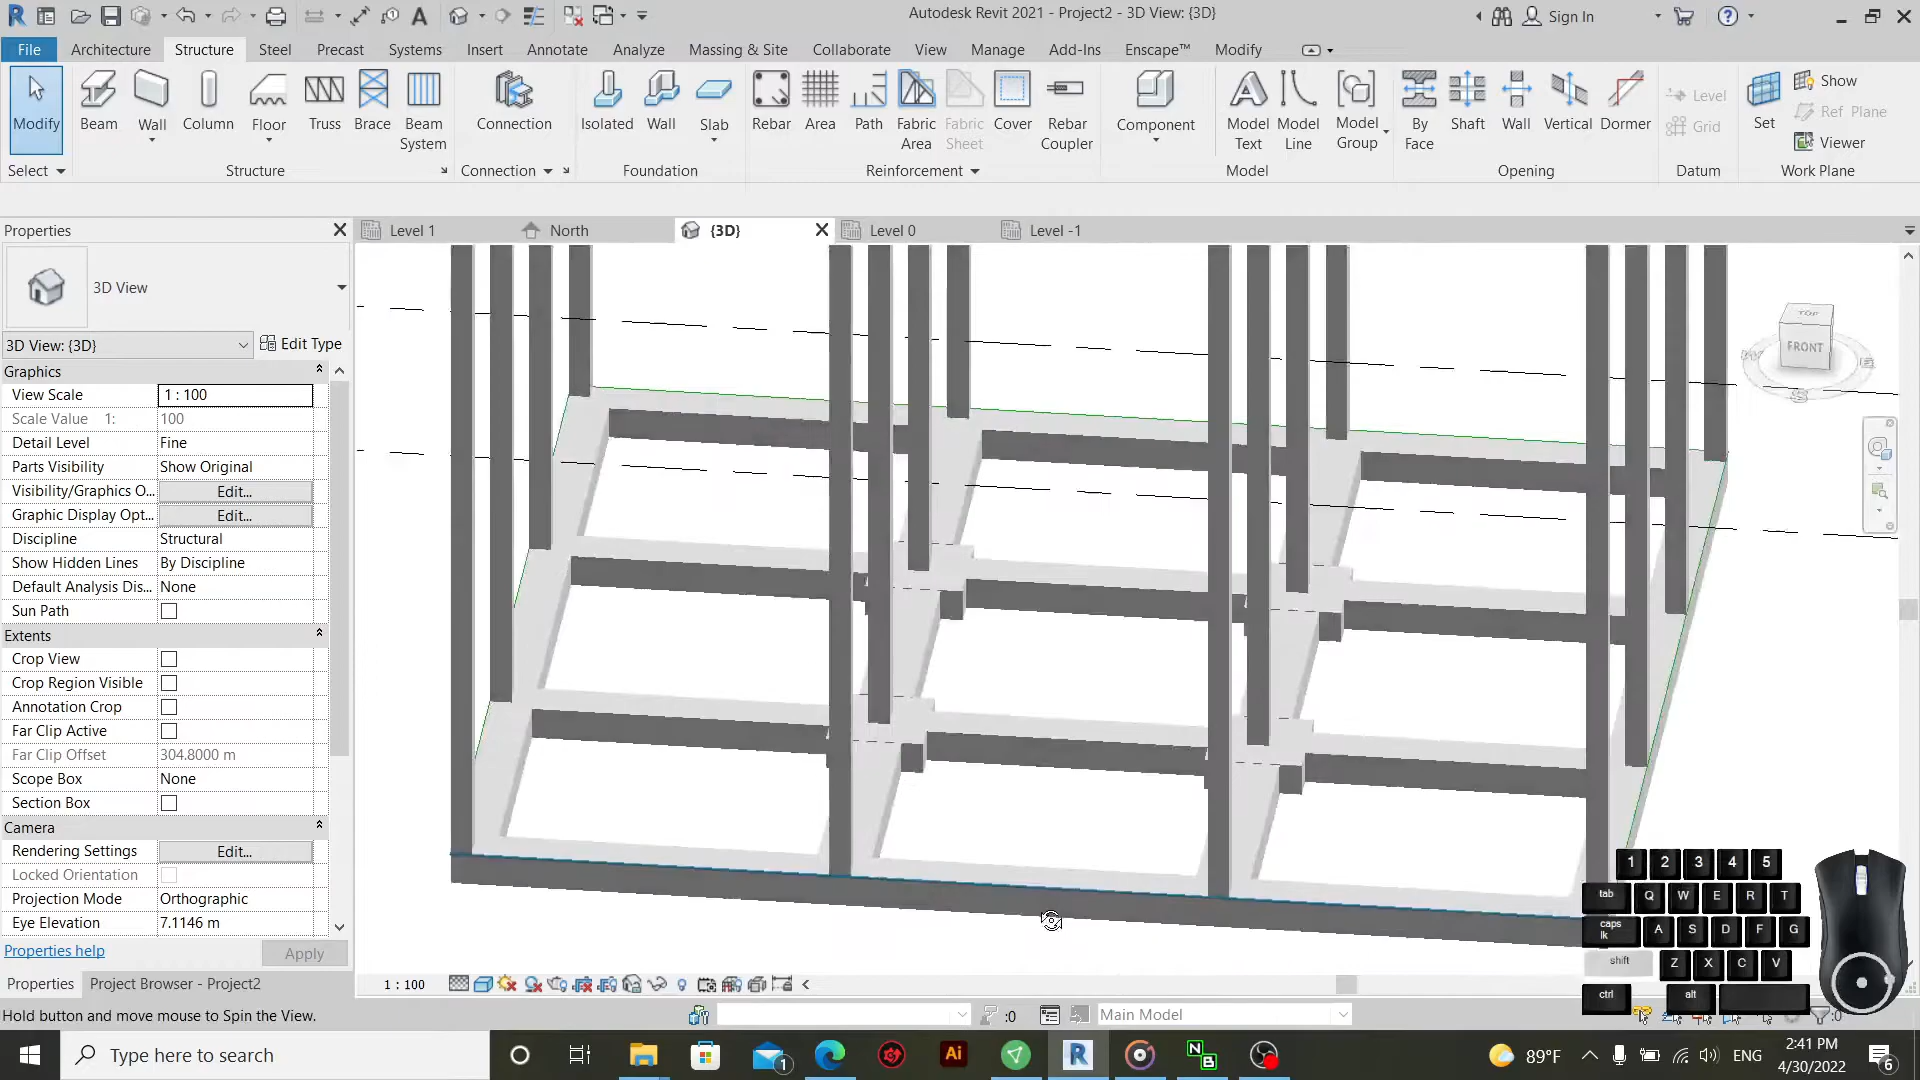 Autodesk Revit 2021 - Project2 - 3D View: {3D}
Sign In
File Architecture Structure Steel Precast Systems Insert Annotate Analyze Massing & Site Collaborate View Manage Add-Ins Enscape™ Modify
Modify Beam Wall Column Floor Truss Brace Beam System Connection Isolated Wall Slab Rebar Area Path Fabric Area Fabric Sheet Cover Rebar Coupler Component Model Text Model Line Model Group By Face Shaft Wall Vertical Dormer Level Grid Set Show Ref Plane Viewer
Select Structure Connection Foundation Reinforcement Model Opening Datum Work Plane
Properties
Level 1 North {3D} Level 0 Level -1
3D View
3D View: {3D} Edit Type
Graphics
View Scale 1 : 100
Scale Value 1: 100
Detail Level Fine
Parts Visibility Show Original
Visibility/Graphics O... Edit...
Graphic Display Opt... Edit...
Discipline Structural
Show Hidden Lines By Discipline
Default Analysis Dis... None
Sun Path
Extents
Crop View
Crop Region Visible
Annotation Crop
Far Clip Active
Far Clip Offset 304.8000 m
Scope Box None
Section Box
Camera
Rendering Settings Edit...
Locked Orientation
Projection Mode Orthographic
Eye Elevation 7.1146 m
Properties help Apply
Properties Project Browser - Project2
TOP
FRONT
E
S
1 : 100
Hold button and move mouse to Spin the View.
:0
Main Model
:0
1 2 3 4 5
tab Q W E R T
caps lk A S D F G
shift Z X C V
ctrl alt
Type here to search
1
Ai
R
N
B
89°F
ENG
2:41 PM
4/30/2022
6